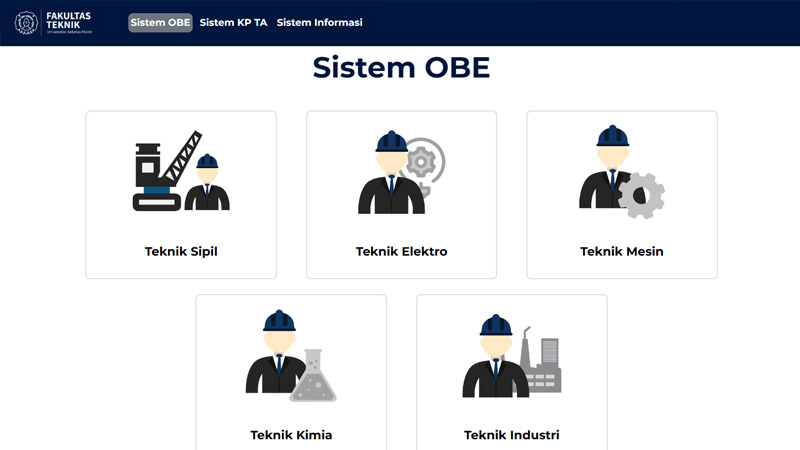 FAKULTAS
TEKNIK
Universitas Sebelas Maret
Sistem OBE
Sistem KP TA
Sistem Informasi
Sistem OBE
Teknik Sipil
Teknik Elektro
Teknik Mesin
Teknik Kimia
Teknik Industri